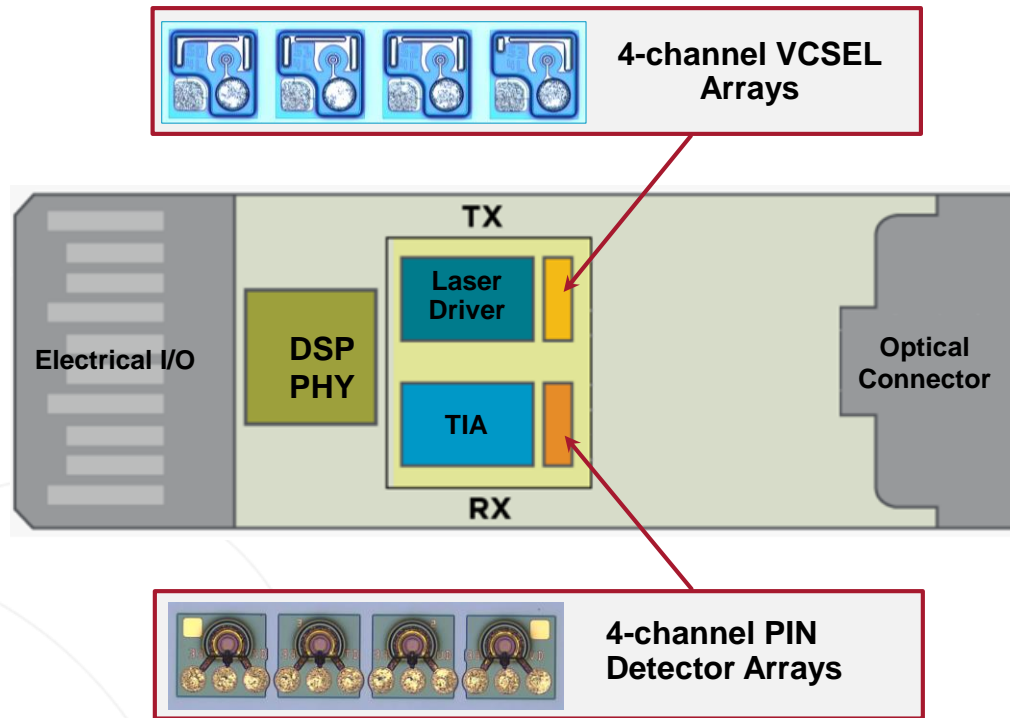 4-channel VCSEL
Arrays
TX
Laser
Driver
Electrical I/O
DSP
PHY
Optical
Connector
TIA
RX
4-channel PIN
Detector Arrays